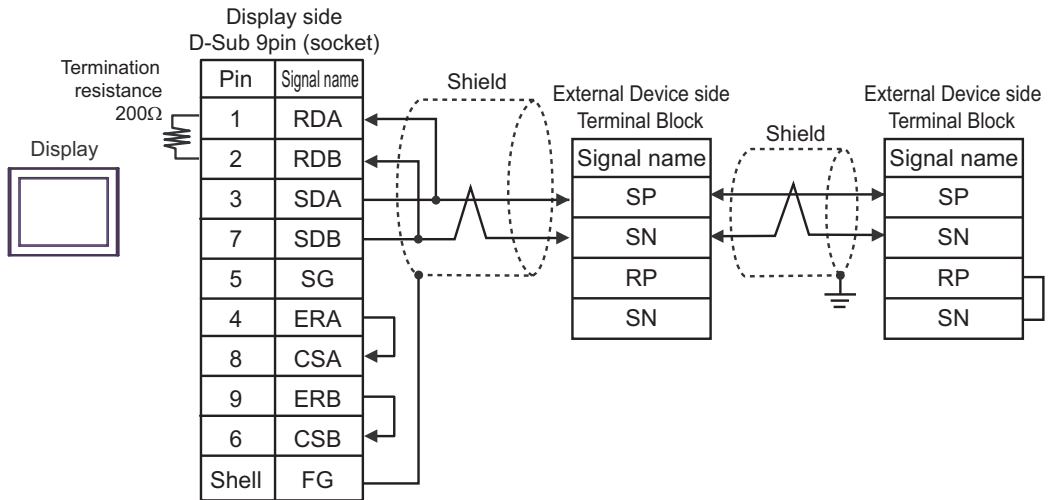 Display side
D-Sub 9pin (socket)
Termination
resistance
200Ω
Display
Pin Signal name
1 RDA
2 RDB
3 SDA
7 SDB
5 SG
4 ERA
8 CSA
9 ERB
6 CSB
Shell FG
Shield
External Device side
Terminal Block
Signal name
SP
SN
RP
SN
Shield
External Device side
Terminal Block
Signal name
SP
SN
RP
SN